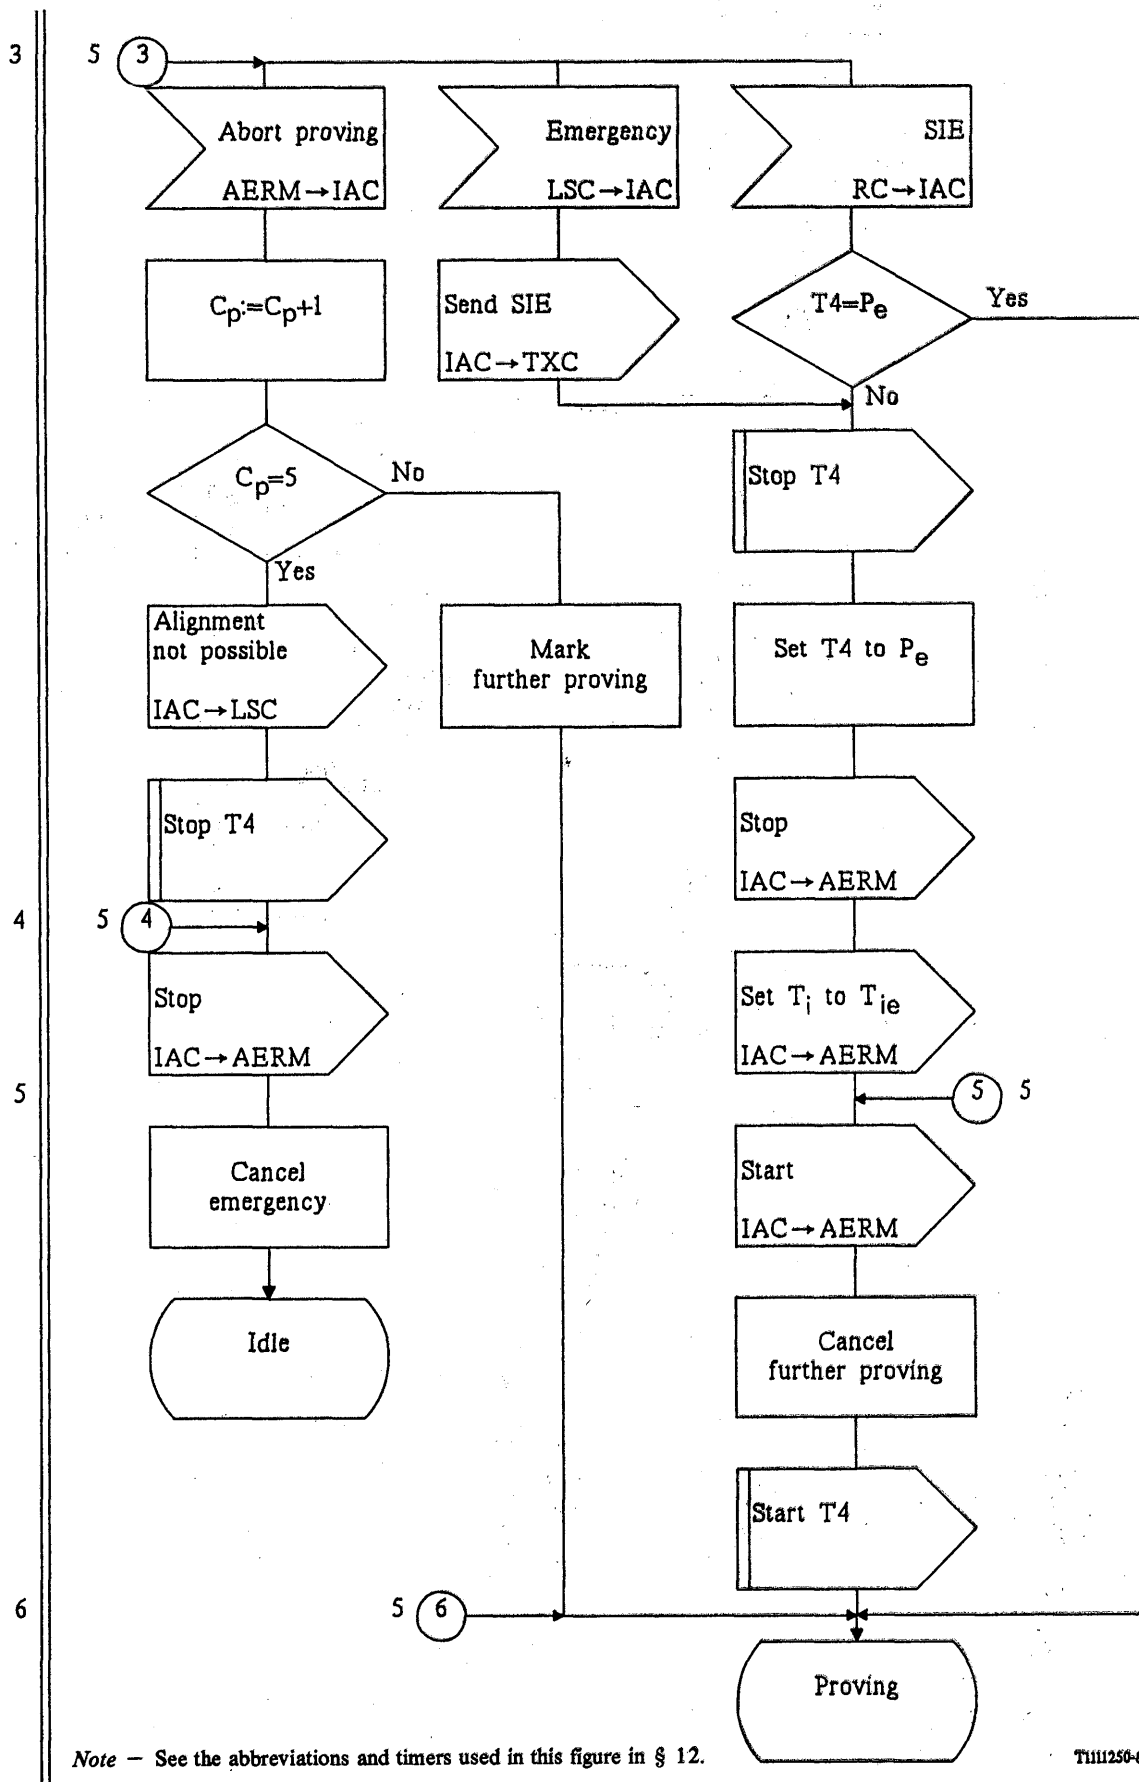 3
5
3
Abort proving
AERM→IAC
Emergency
LSC→IAC
SIE
RC→IAC
Cp:=Cp+1
Send SIE
IAC→TXC
T4=Pe
Yes
No
Cp=5
No
Yes
Stop T4
Alignment
not possible
IAC→LSC
Mark
further proving
Set T4 to Pe
Stop T4
Stop
IAC→AERM
4
5
4
Stop
IAC→AERM
Set Ti to Tie
IAC→AERM
5
5
5
Cancel
emergency
Start
IAC→AERM
Idle
Cancel
further proving
Start T4
6
5
6
Proving
Note — See the abbreviations and timers used in this figure in § 12.